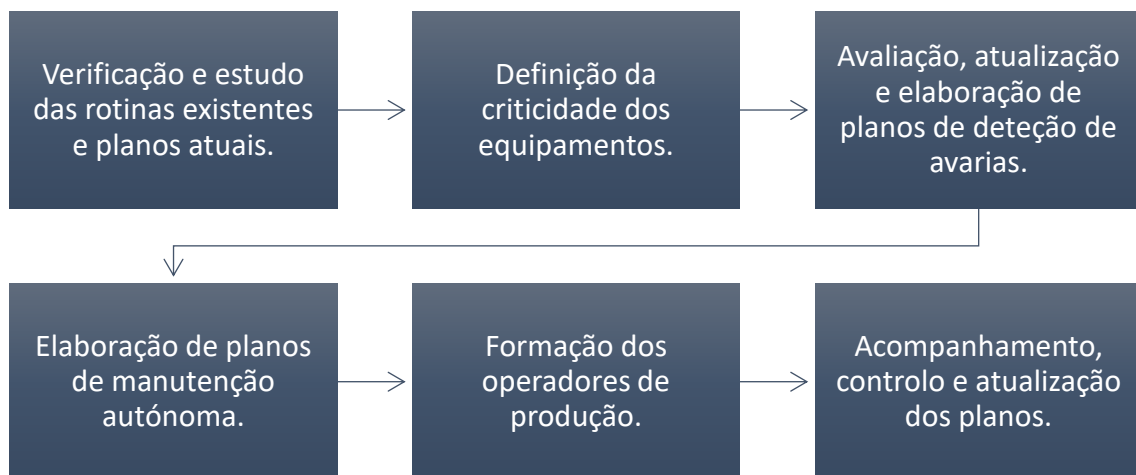 Verificação e estudo
das rotinas existentes
e planos atuais.
Definição da
criticidade dos
equipamentos.
Avaliação, atualização
e elaboração de
planos de deteção de
avarias.
Elaboração de planos
de manutenção
autónoma.
Formação dos
operadores de
produção.
Acompanhamento,
controlo e atualização
dos planos.